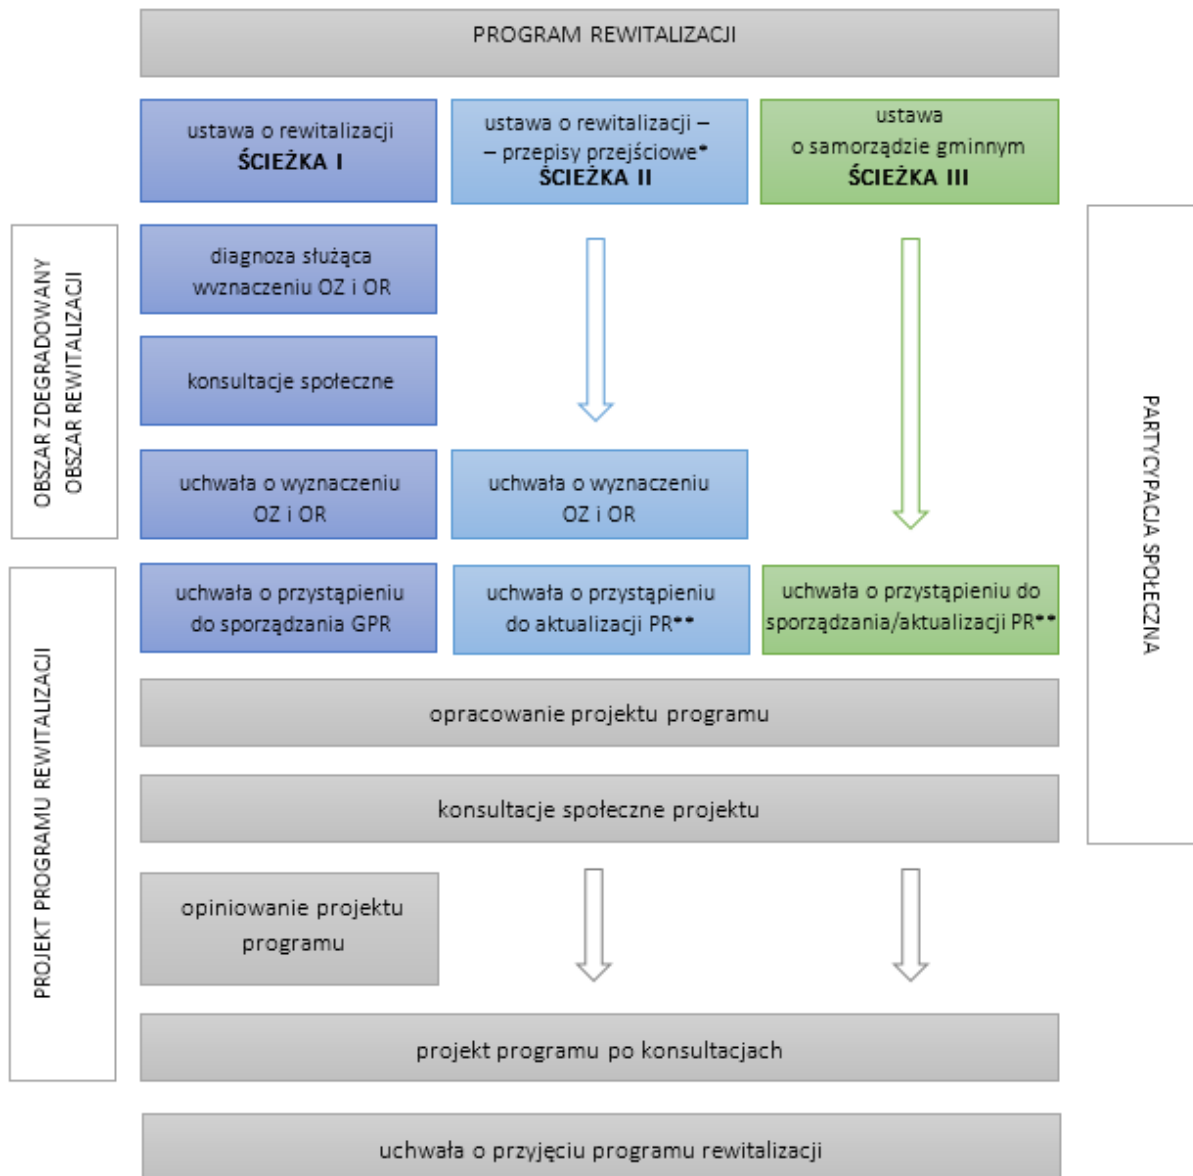 PROGRAM REWITALIZACJI
ustawa o rewitalizacji
ŚCIEŻKA I
ustawa o rewitalizacji –
– przepisy przejściowe*
ŚCIEŻKA II
ustawa
o samorządzie gminnym
ŚCIEŻKA III
OBSZAR ZDEGRADOWANY
OBSZAR REWITALIZACJI
diagnoza służąca
wyznaczeniu OZ i OR
konsultacje społeczne
uchwała o wyznaczeniu
OZ i OR
uchwała o wyznaczeniu
OZ i OR
PARTYCYPACJA SPOŁECZNA
PROJEKT PROGRAMU REWITALIZACJI
uchwała o przystąpieniu
do sporządzania GPR
uchwała o przystąpieniu
do aktualizacji PR**
uchwała o przystąpieniu do
sporządzania/aktualizacji PR**
opracowanie projektu programu
konsultacje społeczne projektu
opiniowanie projektu
programu
projekt programu po konsultacjach
uchwała o przyjęciu programu rewitalizacji